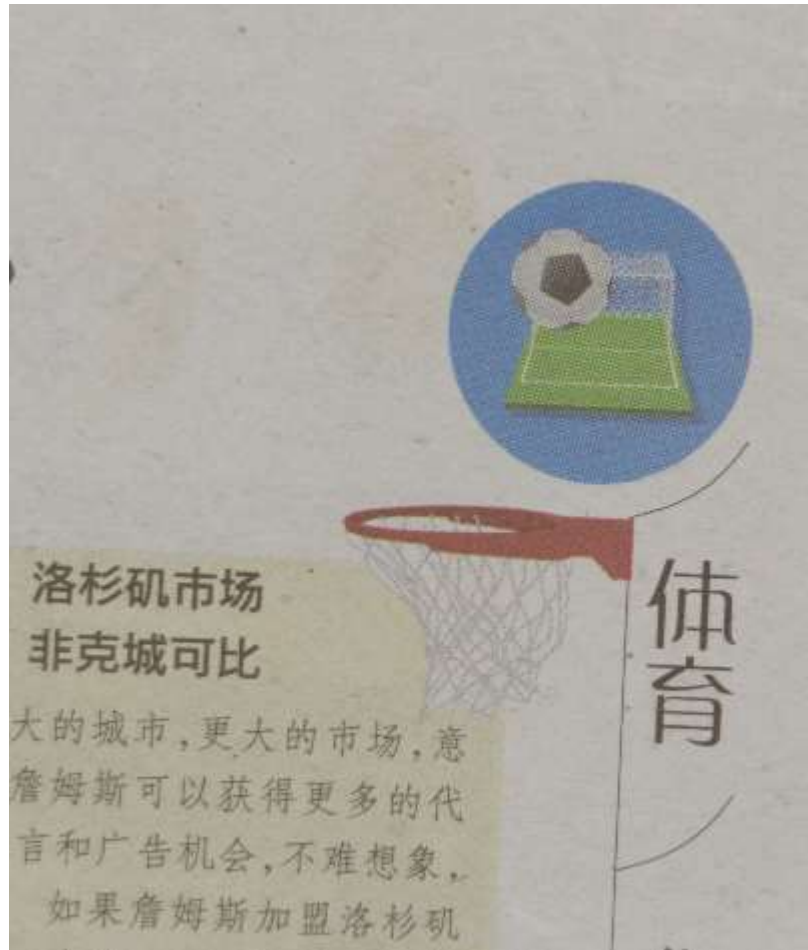 洛杉矶市场
非克城可比
大的城市,更大的市场,意
詹姆斯可以获得更多的代
言和广告机会,不难想象,
如果詹姆斯加盟洛杉矶
体育